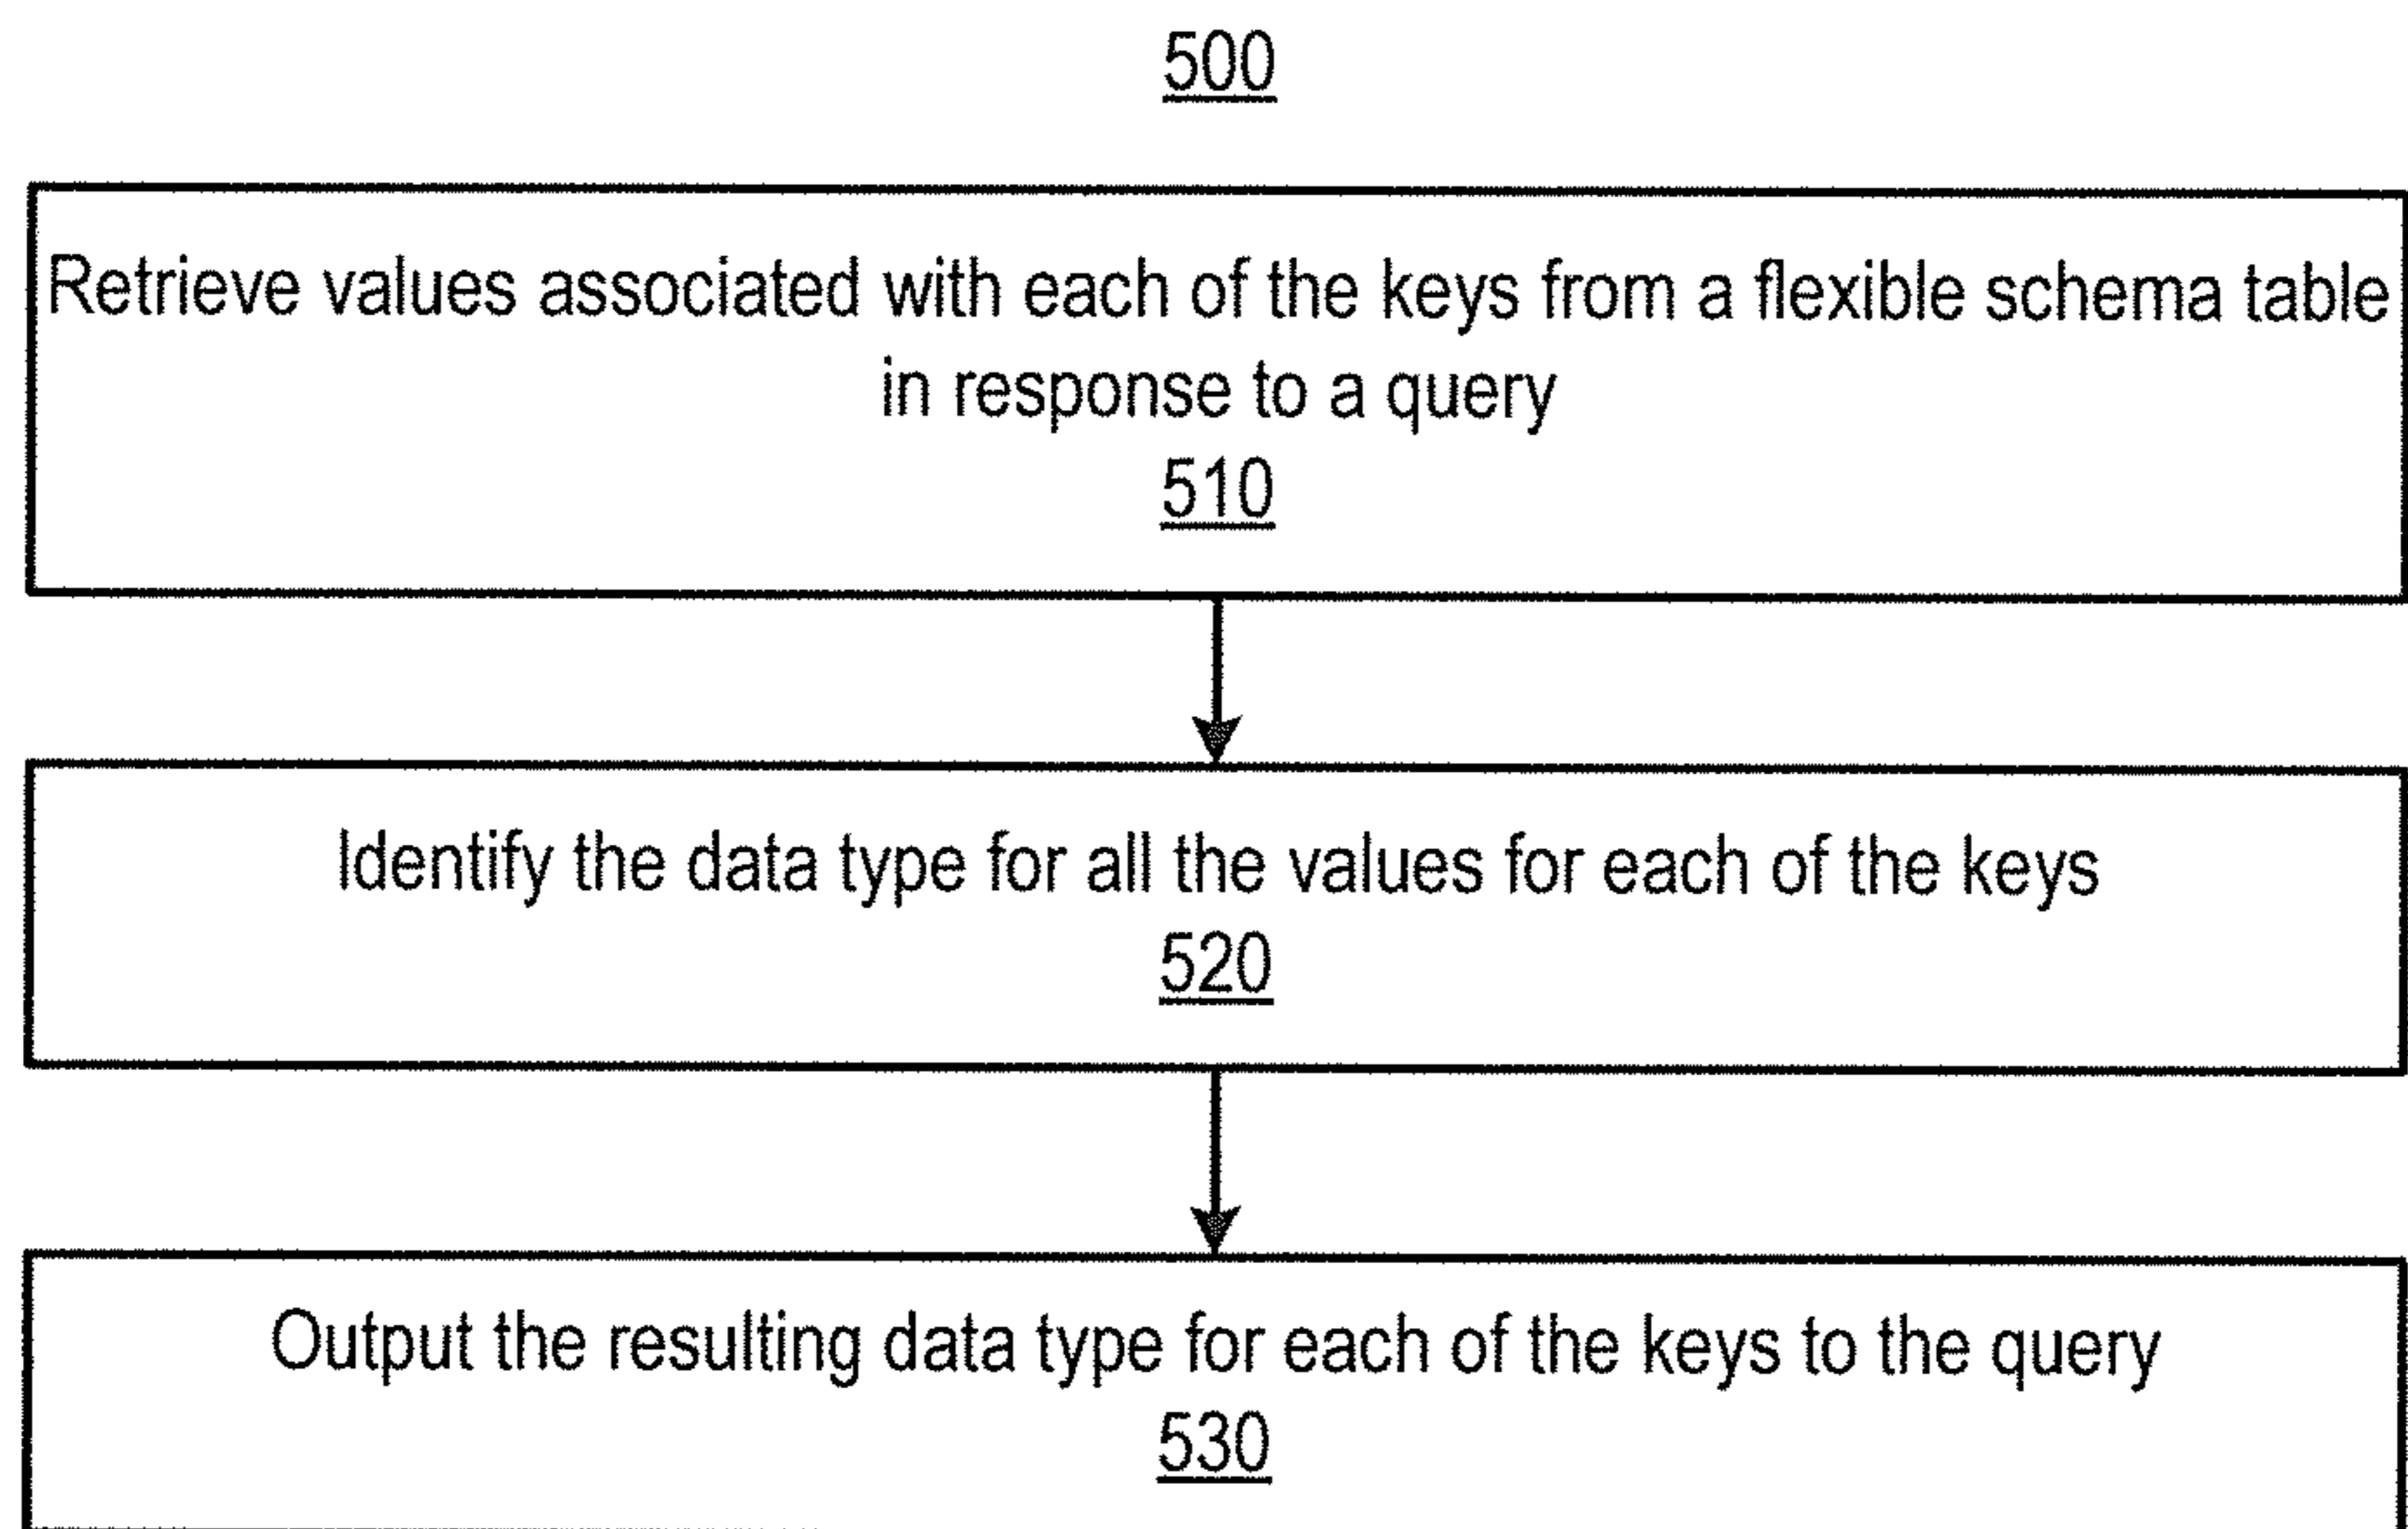 500
Retrieve values associated with each of the keys from a flexible schema table
in response to a query
510
Identify the data type for all the values for each of the keys
520
Output the resulting data type for each of the keys to the query
530